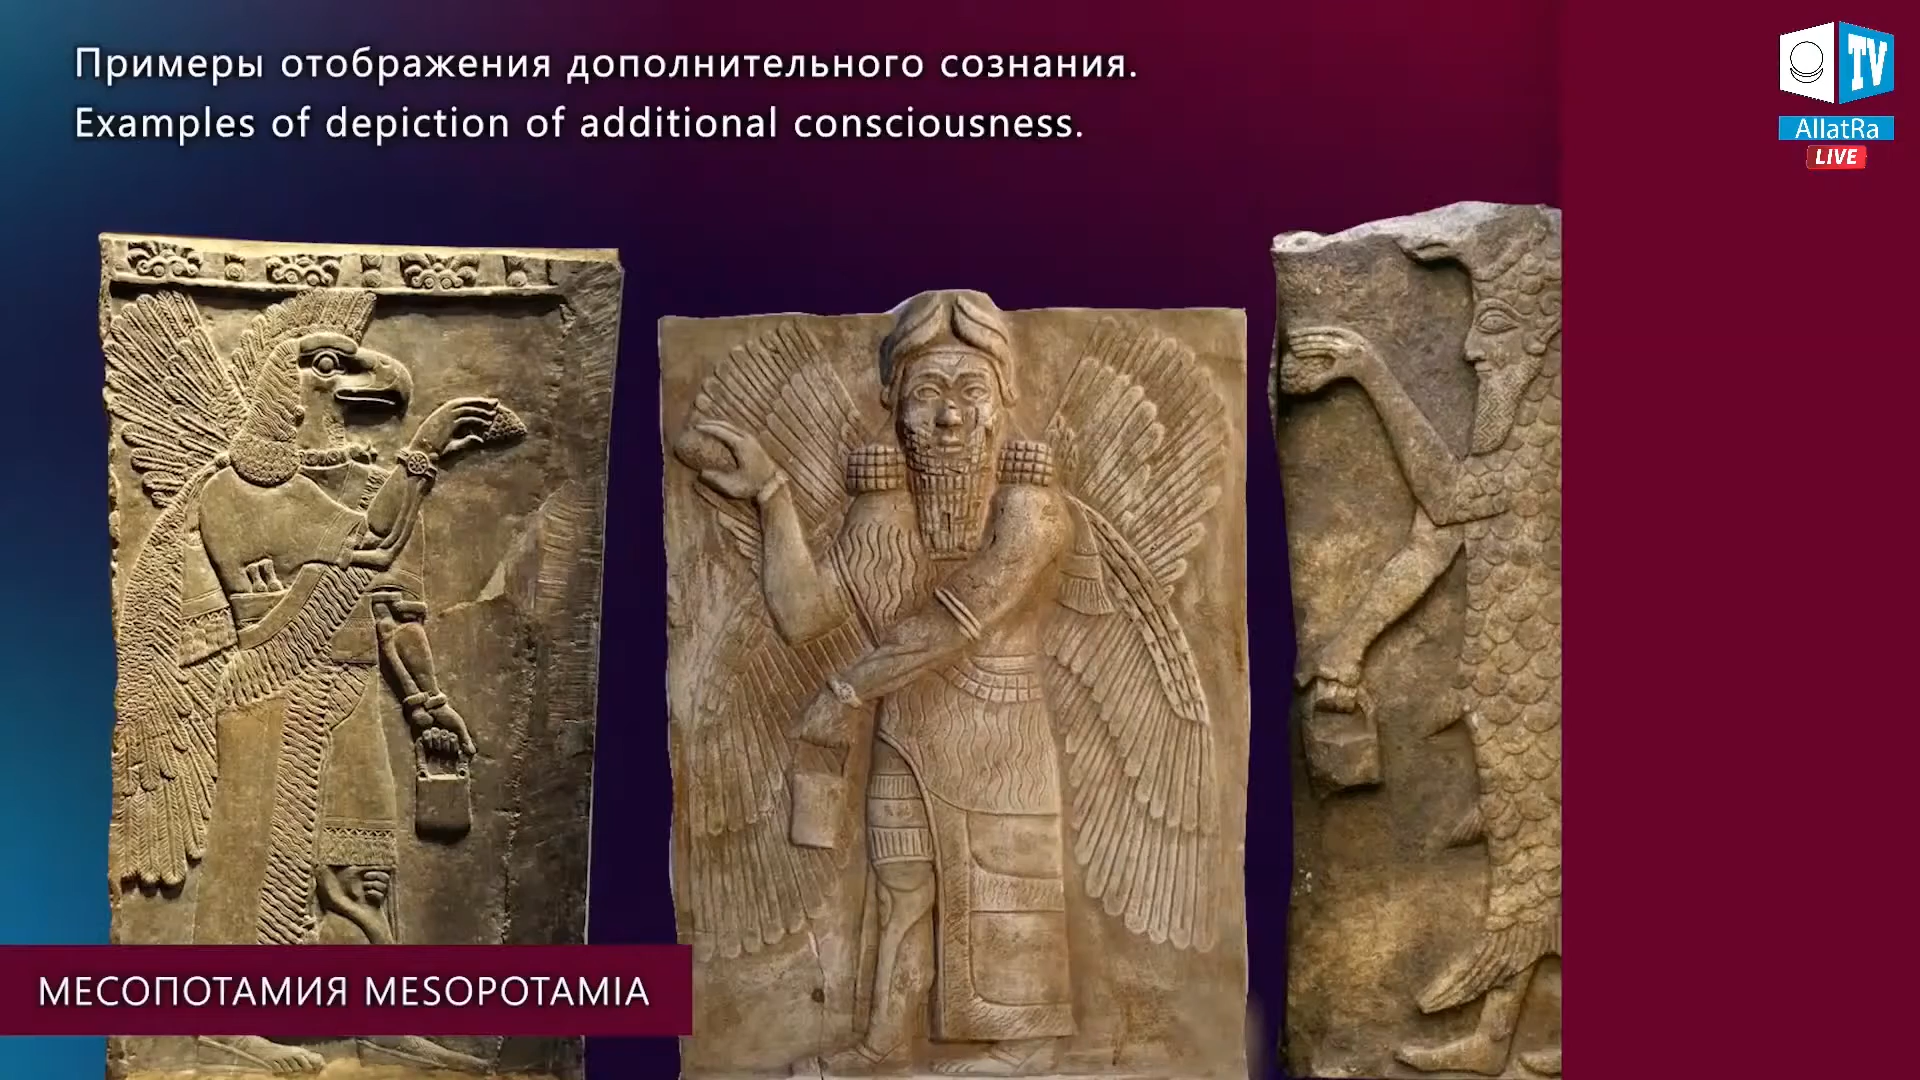 Примеры отображения дополнительного сознания.
Examples of depiction of additional consciousness.
TV
AllatRa
LIVE
МЕСОПОТАМИЯ MESOPOTAMIA